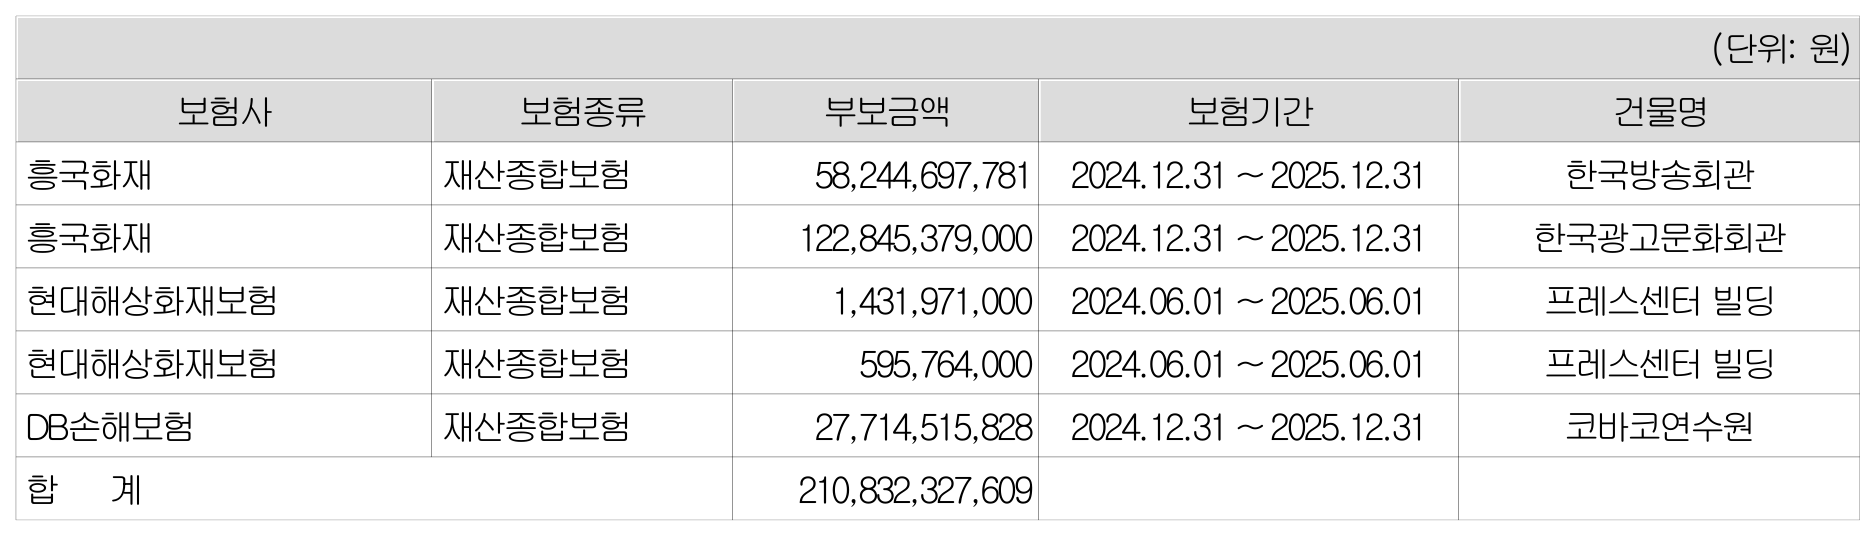 (단위: 원)
보험사 보험종류 부보금액 보험기간 건물명
흥국화재 재산종합보험 58,244,697,781 2024.12.31 ~ 2025.12.31 한국방송회관
흥국화재 재산종합보험 122,845,379,000 2024.12.31 ~ 2025.12.31 한국광고문화회관
현대해상화재보험 재산종합보험 1,431,971,000 2024.06.01 ~ 2025.06.01 프레스센터 빌딩
현대해상화재보험 재산종합보험 595,764,000 2024.06.01 ~ 2025.06.01 프레스센터 빌딩
DB손해보험 재산종합보험 27,714,515,828 2024.12.31 ~ 2025.12.31 코바코연수원
합 계 210,832,327,609